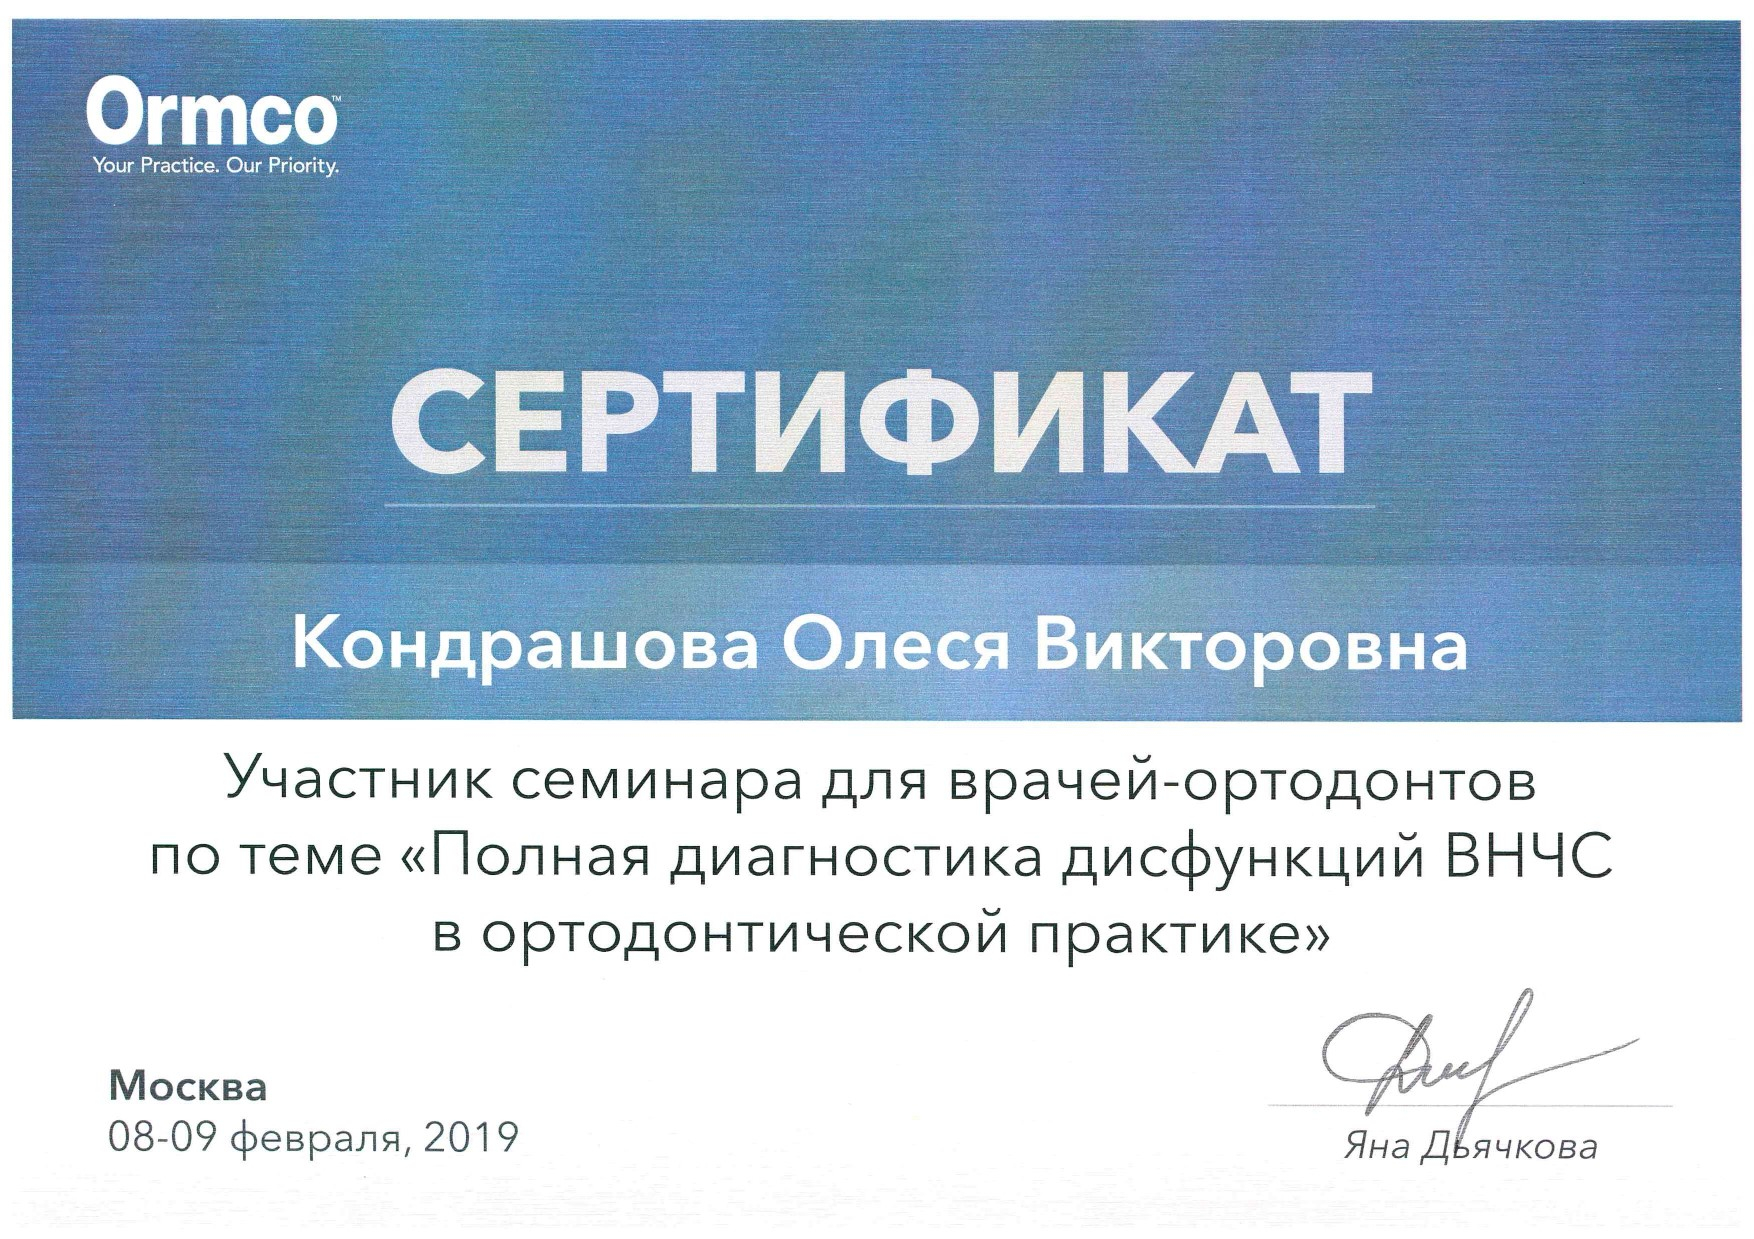 Ormco™
Your Practice. Our Priority.
СЕРТИФИКАТ
Кондрашова Олеся Викторовна
Участник семинара для врачей-ортодонтов
по теме «Полная диагностика дисфункций ВНЧС
в ортодонтической практике»
Москва
08-09 февраля, 2019
Яна Дьячкова